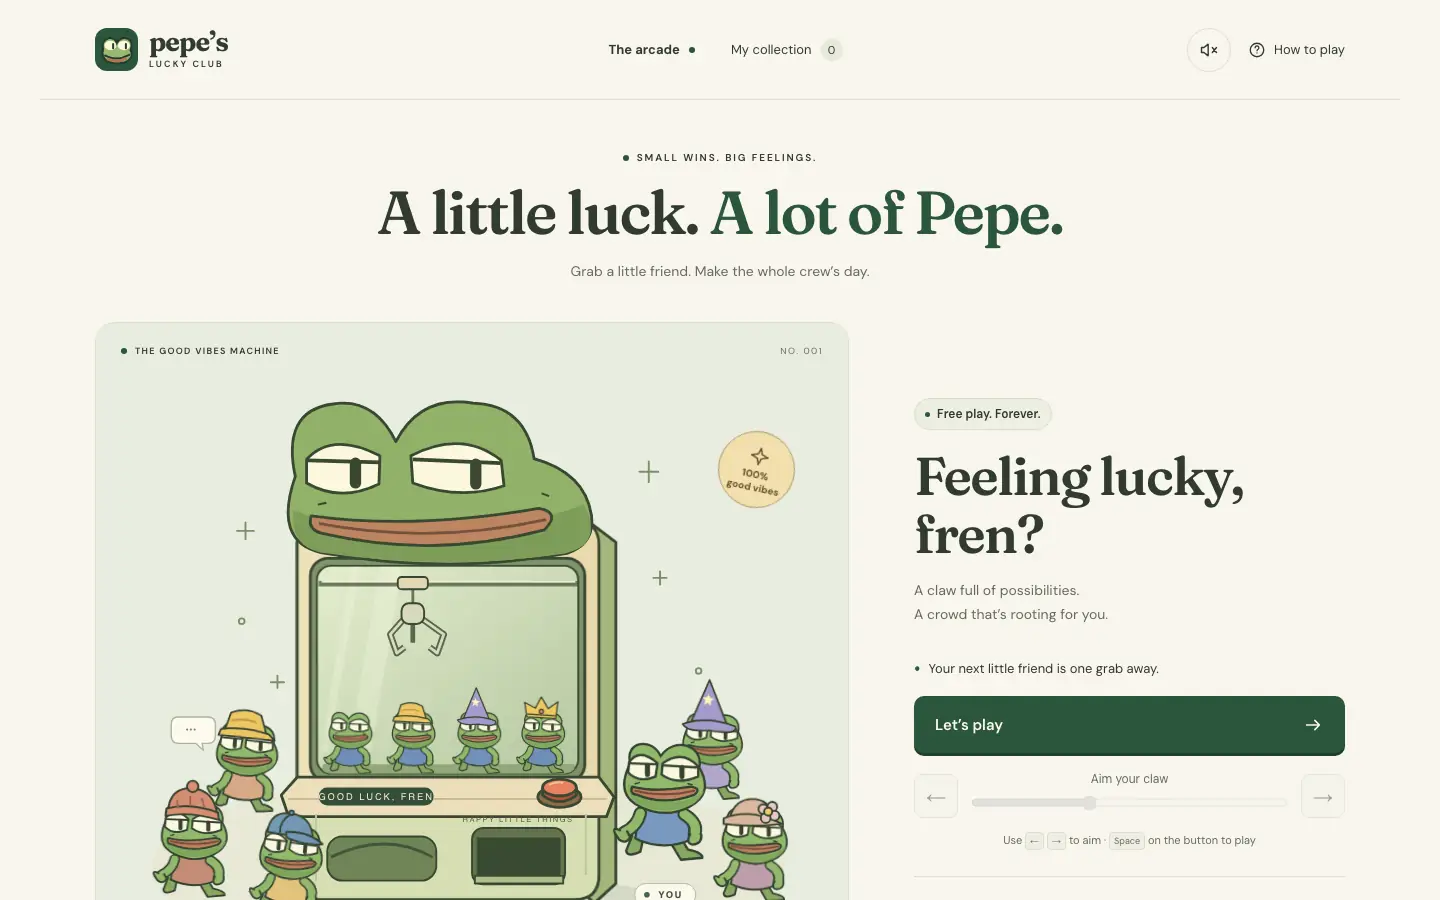 pepe's
LUCKY CLUB
The arcade
My collection 0
How to play
SMALL WINS. BIG FEELINGS.
A little luck. A lot of Pepe.
Grab a little friend. Make the whole crew's day.
THE GOOD VIBES MACHINE
NO. 001
100%
good vibes
...
GOOD LUCK, FREN
HAPPY LITTLE THINGS
YOU
Free play. Forever.
Feeling lucky,
fren?
A claw full of possibilities.
A crowd that's rooting for you.
Your next little friend is one grab away.
Let's play →
Aim your claw
← →
Use ← → to aim · Space on the button to play